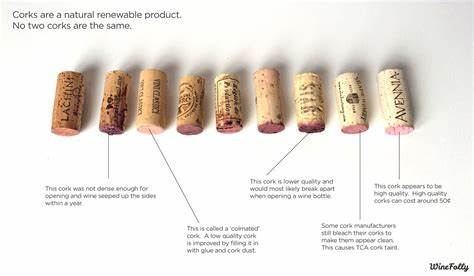 Corks are a natural renewable product.
No two corks are the same.
LACHINA
AVENNA
This cork was not dense enough for
opening and wine seeped up the sides
within a year.
This cork is lower quality and
would most likely break apart
when opening a wine bottle.
This cork appears to be
high quality. High quality
corks can cost around 50¢
This is called a 'colmated'
cork. A low quality cork
is improved by filling it in
with glue and cork dust.
Some cork manufacturers
still bleach their corks to
make them appear clean.
This causes TCA cork taint.
WineFolly